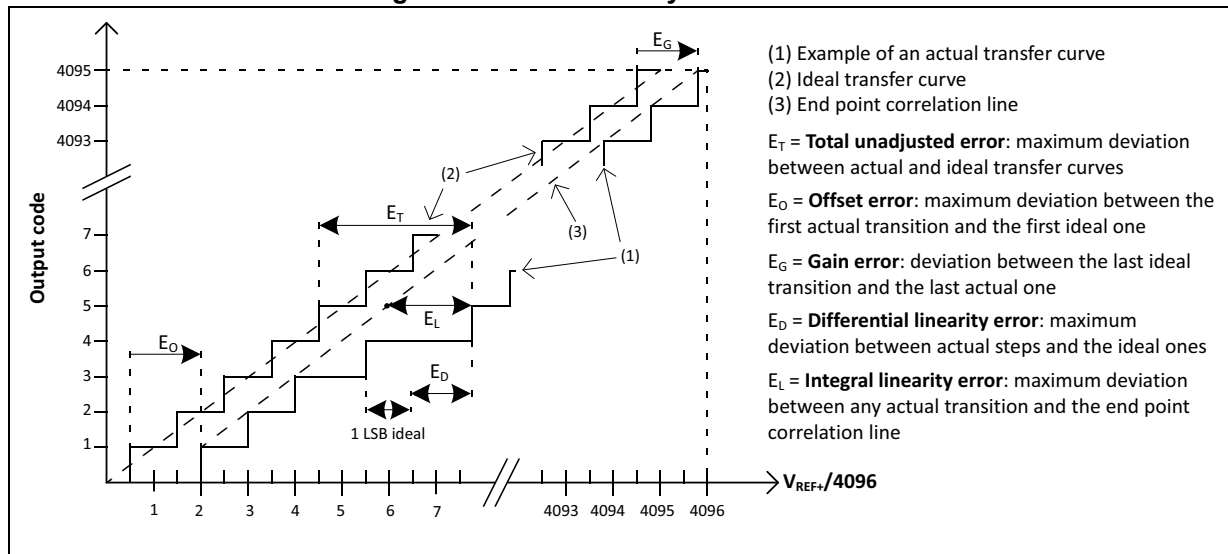 E_G
(1) Example of an actual transfer curve
(2) Ideal transfer curve
(3) End point correlation line
E_T = Total unadjusted error: maximum deviation
between actual and ideal transfer curves
E_O = Offset error: maximum deviation between the
first actual transition and the first ideal one
E_G = Gain error: deviation between the last ideal
transition and the last actual one
E_D = Differential linearity error: maximum
deviation between actual steps and the ideal ones
E_L = Integral linearity error: maximum deviation
between any actual transition and the end point
correlation line
Output code
4095
4094
4093
7
6
5
4
3
2
1
(2)
E_T
(3)
(1)
E_L
E_O
E_D
1 LSB ideal
V_REF+/4096
1 2 3 4 5 6 7 4093 4094 4095 4096